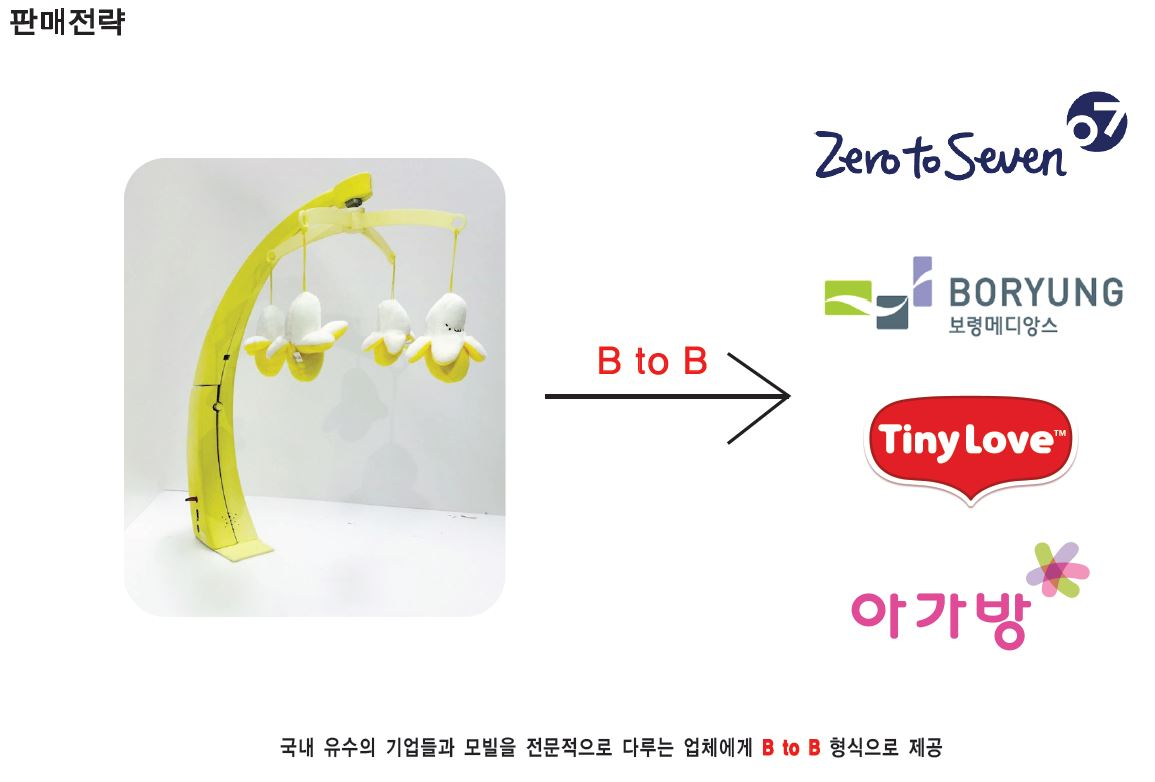 판매전략
Zero to Seven
07
BORYUNG
보령메디앙스
B to B
Tiny Love™
아가방
국내 유수의 기업들과 모빌을 전문적으로 다루는 업체에게 B to B 형식으로 제공